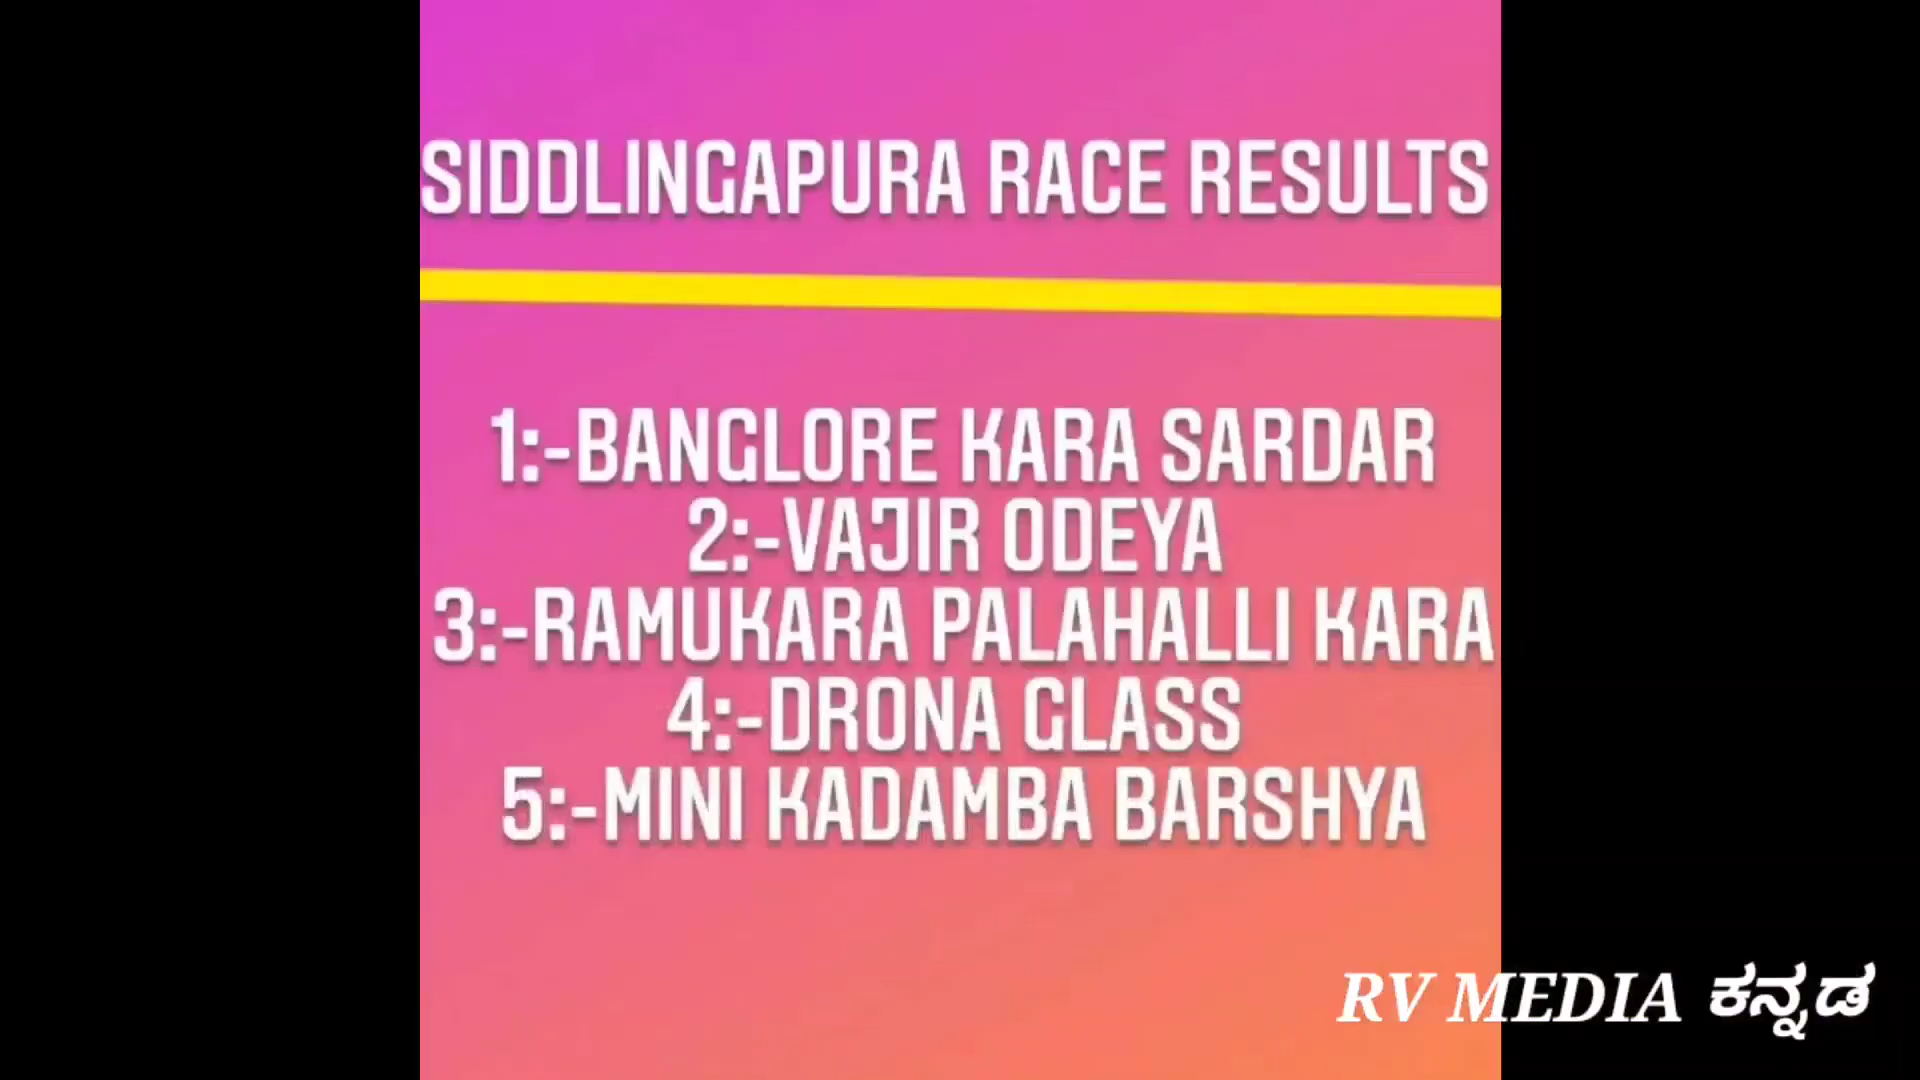 SIDDLINGAPURA RACE RESULTS
1:-BANGLORE KARA SARDAR
2:-VAJIR ODEYA
3:-RAMUKARA PALAHALLI KARA
4:-DRONA GLASS
5:-MINI KADAMBA BARSHYA
RV MEDIA ಕನ್ನಡ